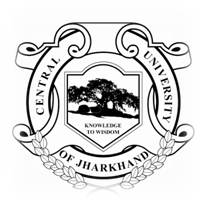 CENTRAL
UNIVERSITY
KNOWLEDGE
TO WISDOM
OF JHARKHAND